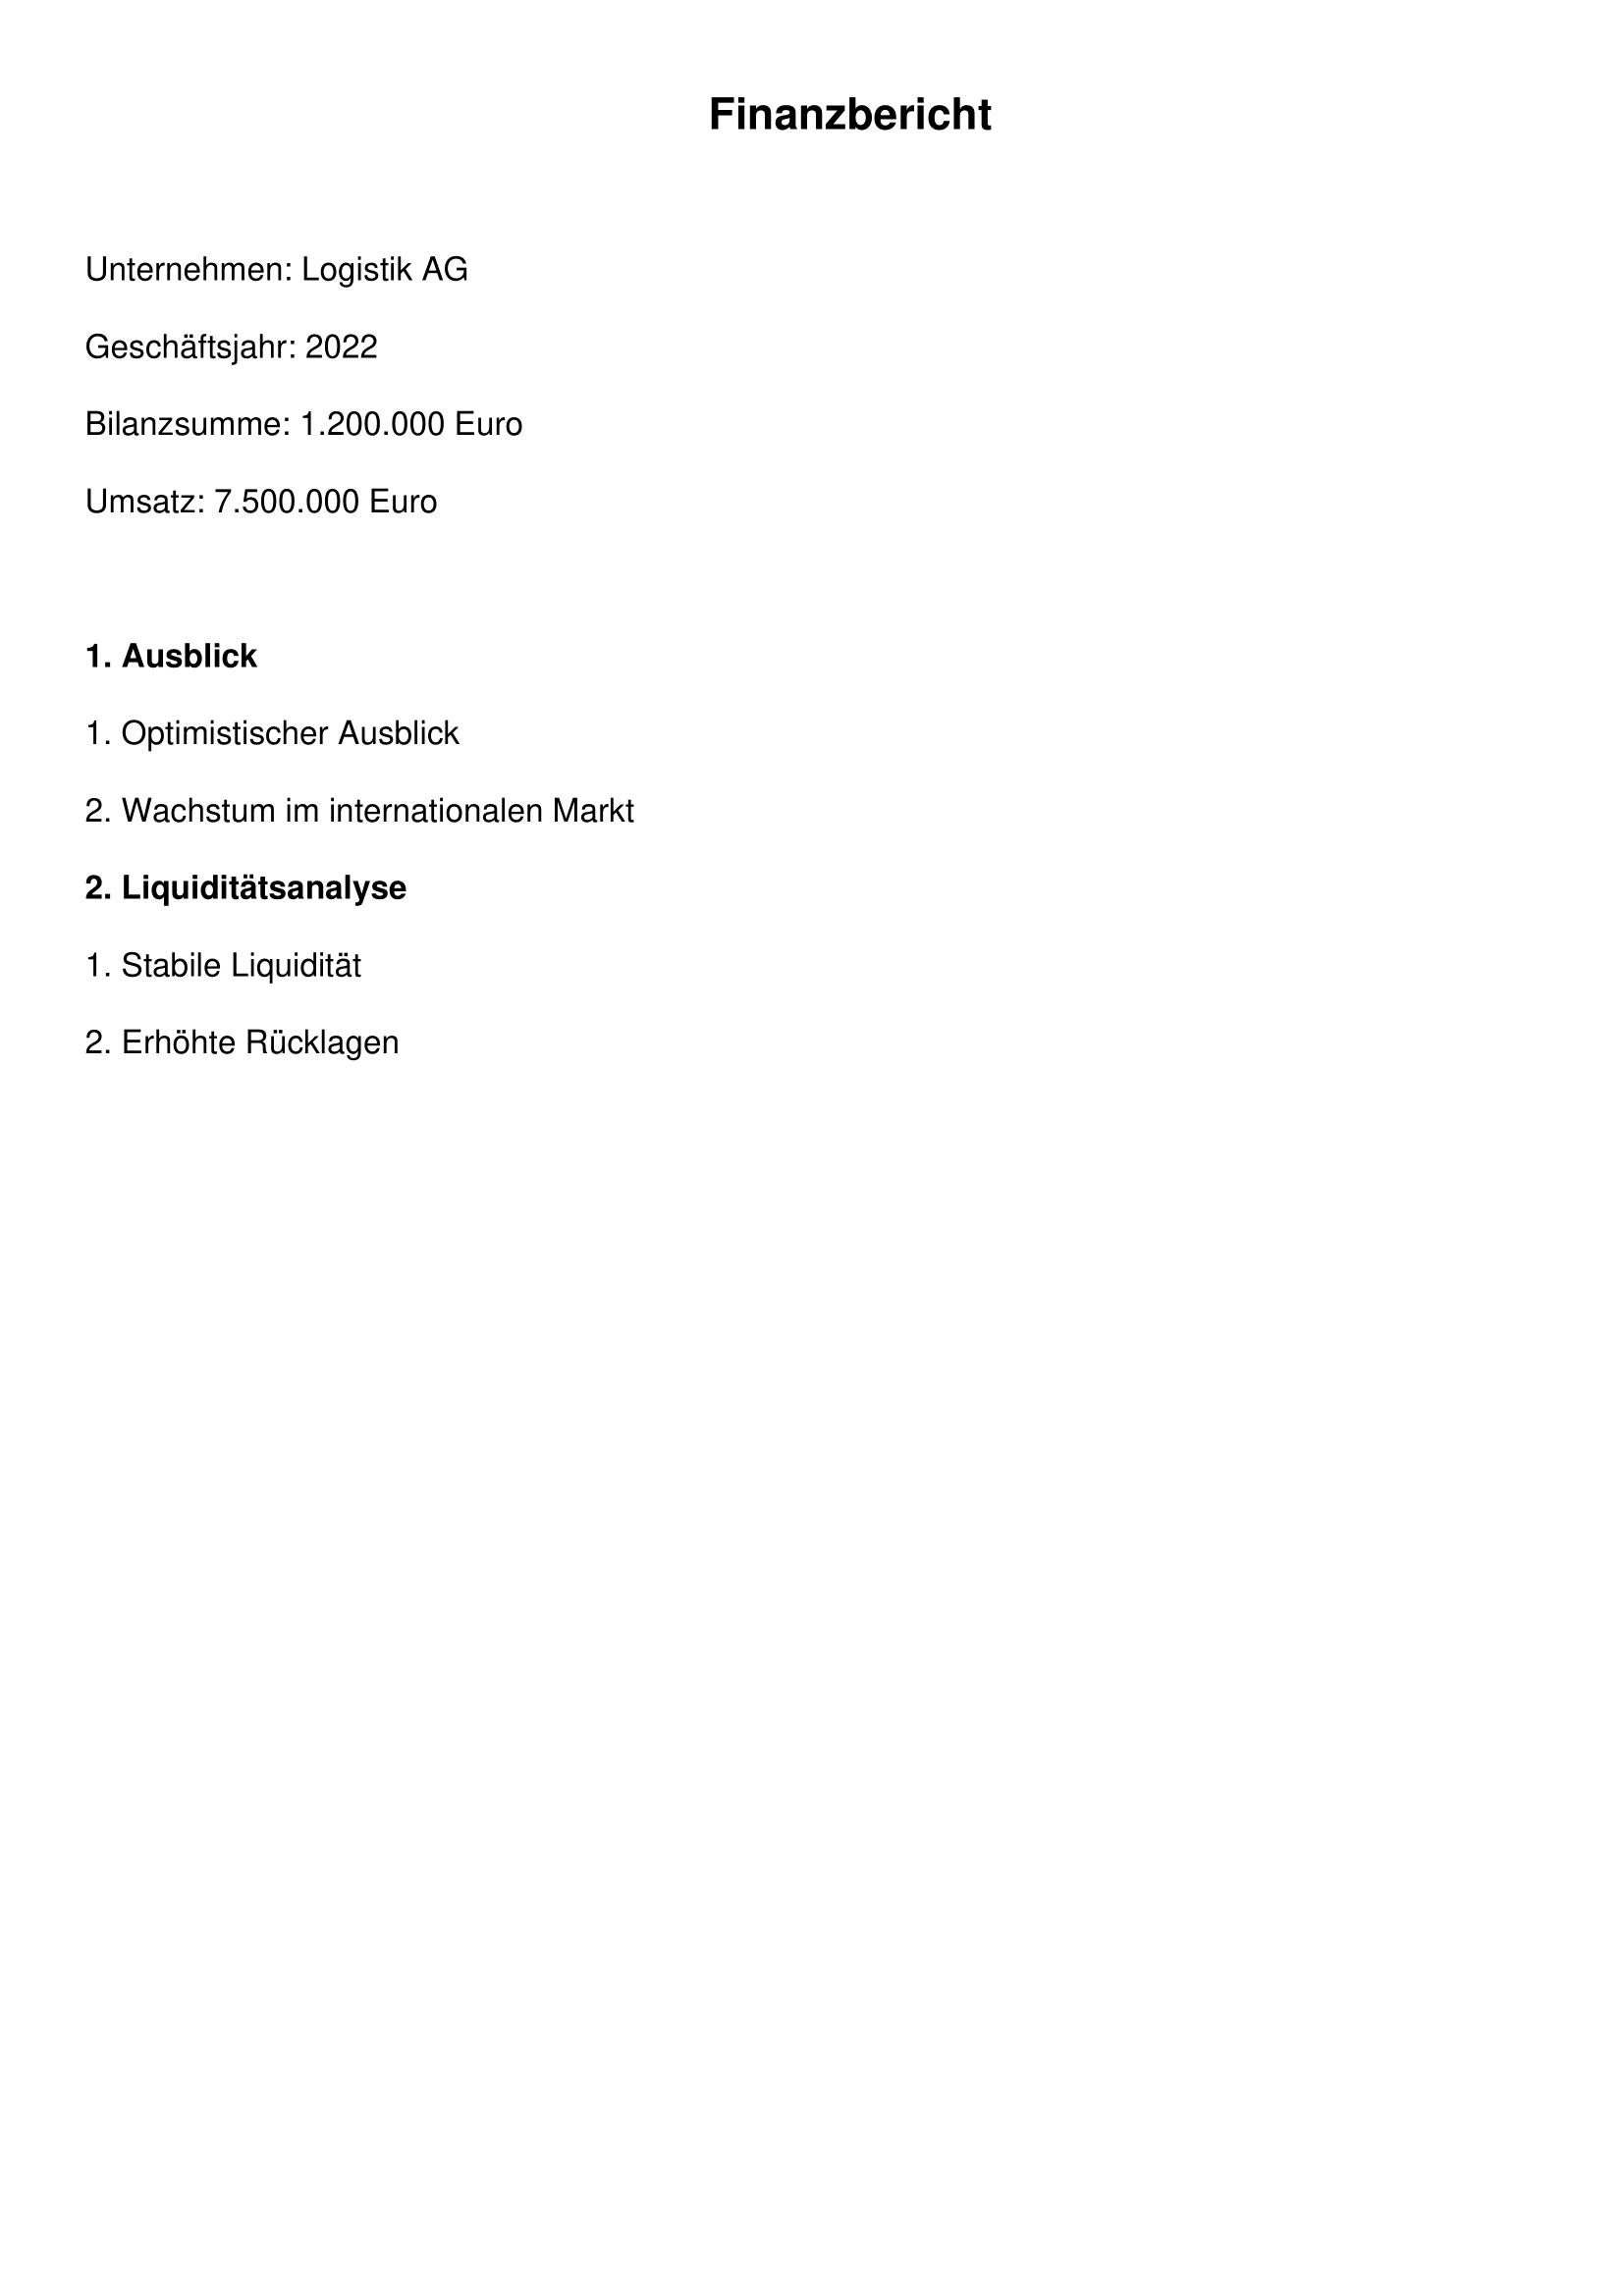 Finanzbericht
Unternehmen: Logistik AG
Geschäftsjahr: 2022
Bilanzsumme: 1.200.000 Euro
Umsatz: 7.500.000 Euro
1. Ausblick
1. Optimistischer Ausblick
2. Wachstum im internationalen Markt
2. Liquiditätsanalyse
1. Stabile Liquidität
2. Erhöhte Rücklagen